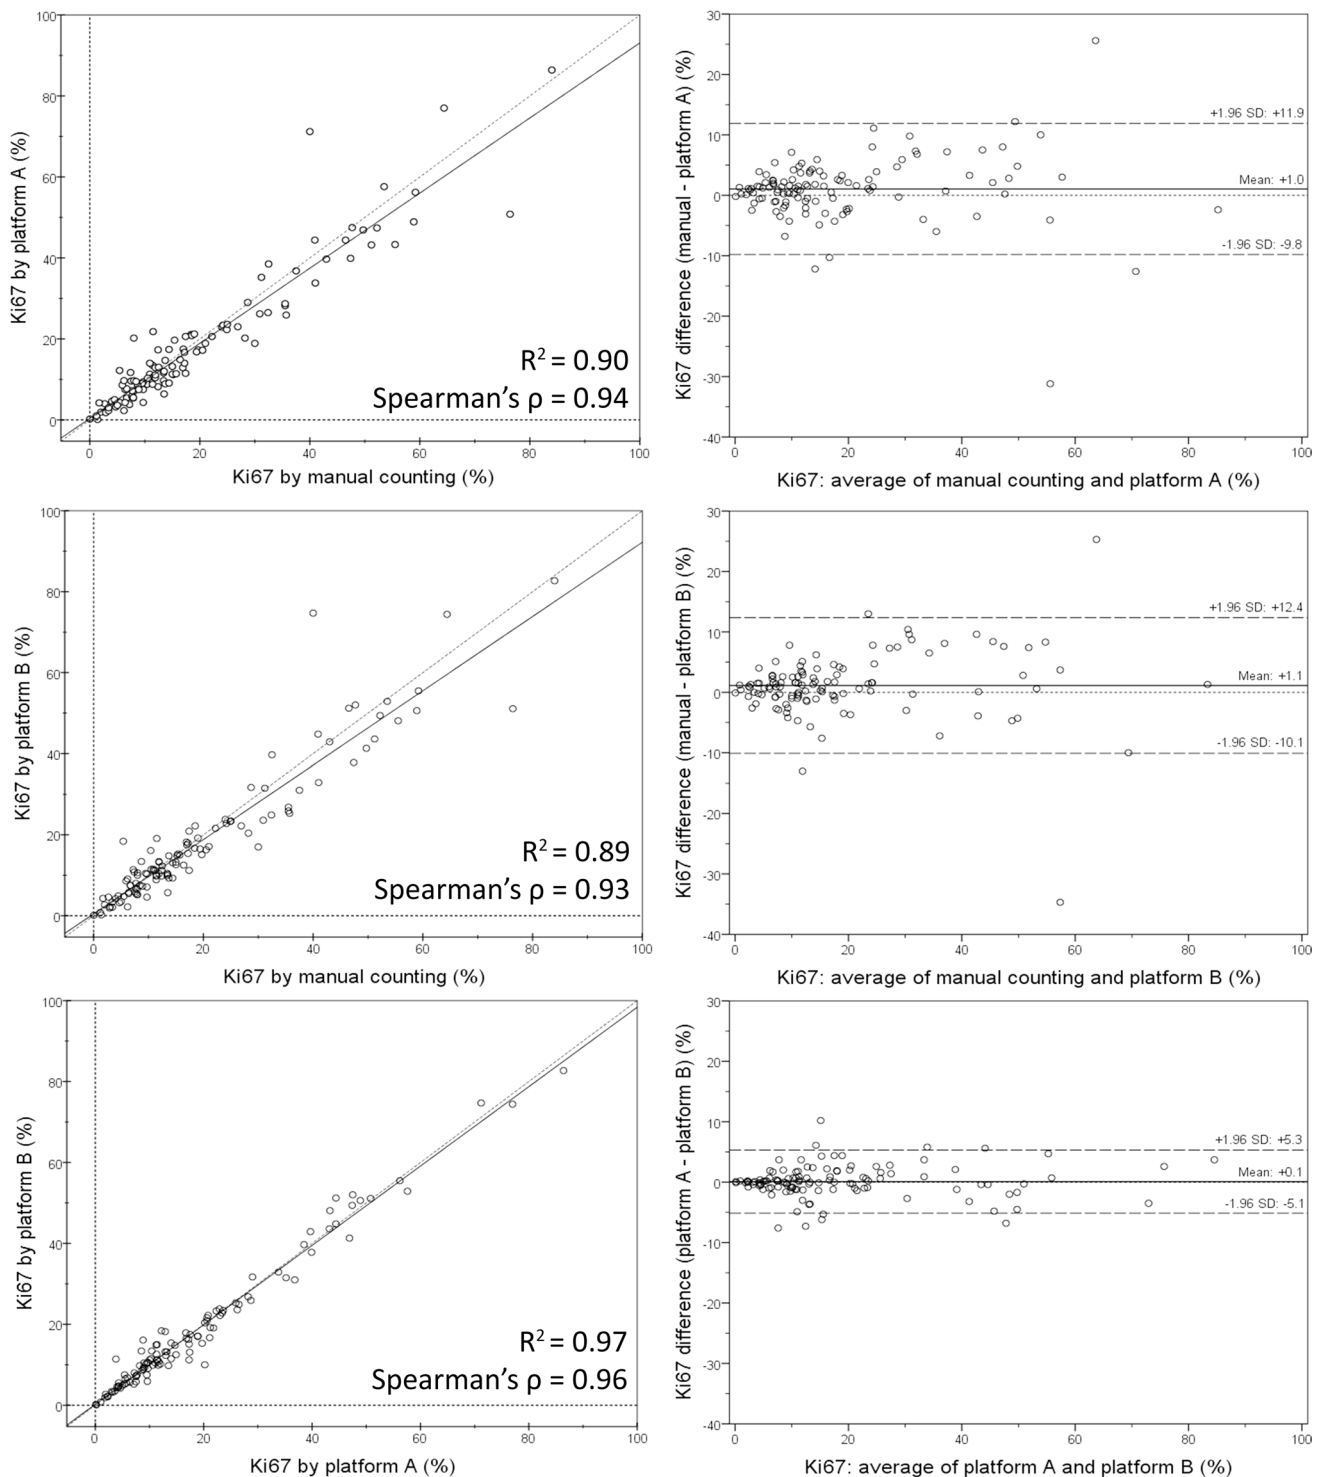 100
80
60
40
20
0
Ki67 by platform A (%)
R² = 0.90
Spearman's ρ = 0.94
0 20 40 60 80 100
Ki67 by manual counting (%)
30
20
10
0
-10
-20
-30
-40
Ki67 difference (manual - platform A) (%)
+1.96 SD: +11.9
Mean: +1.0
-1.96 SD: -9.8
0 20 40 60 80 100
Ki67: average of manual counting and platform A (%)
100
80
60
40
20
0
Ki67 by platform B (%)
R² = 0.89
Spearman's ρ = 0.93
0 20 40 60 80 100
Ki67 by manual counting (%)
30
20
10
0
-10
-20
-30
-40
Ki67 difference (manual - platform B) (%)
+1.96 SD: +12.4
Mean: +1.1
-1.96 SD: -10.1
0 20 40 60 80 100
Ki67: average of manual counting and platform B (%)
100
80
60
40
20
0
Ki67 by platform B (%)
R² = 0.97
Spearman's ρ = 0.96
0 20 40 60 80 100
Ki67 by platform A (%)
30
20
10
0
-10
-20
-30
-40
Ki67 difference (platform A - platform B) (%)
+1.96 SD: +5.3
Mean: +0.1
-1.96 SD: -5.1
0 20 40 60 80 100
Ki67: average of platform A and platform B (%)